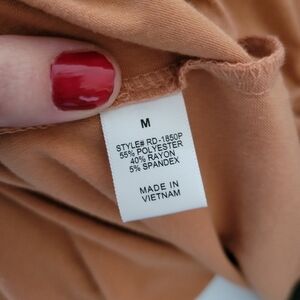 M
STYLE# RD-1850P
55% POLYESTER
40% RAYON
5% SPANDEX
MADE IN
VIETNAM